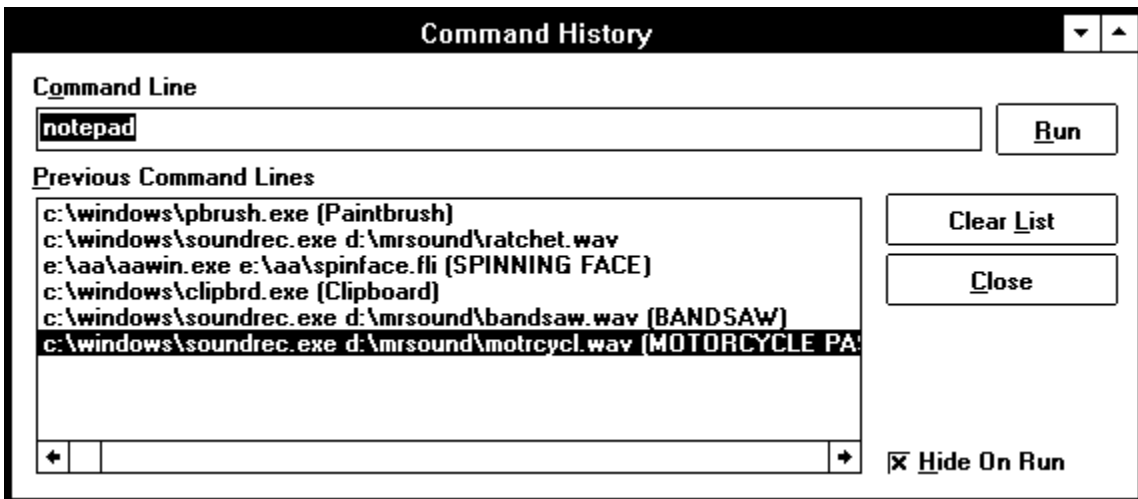 Command History
Command Line
notepad
Run
Previous Command Lines
c:\windows\pbrush.exe (Paintbrush)
c:\windows\soundrec.exe d:\mrsound\ratchet.wav
e:\aa\aawin.exe e:\aa\spinface.fli (SPINNING FACE)
c:\windows\clipbrd.exe (Clipboard)
c:\windows\soundrec.exe d:\mrsound\bandsaw.wav (BANDSAW)
c:\windows\soundrec.exe d:\mrsound\motrcycl.wav (MOTORCYCLE PA
Clear List
Close
Hide On Run